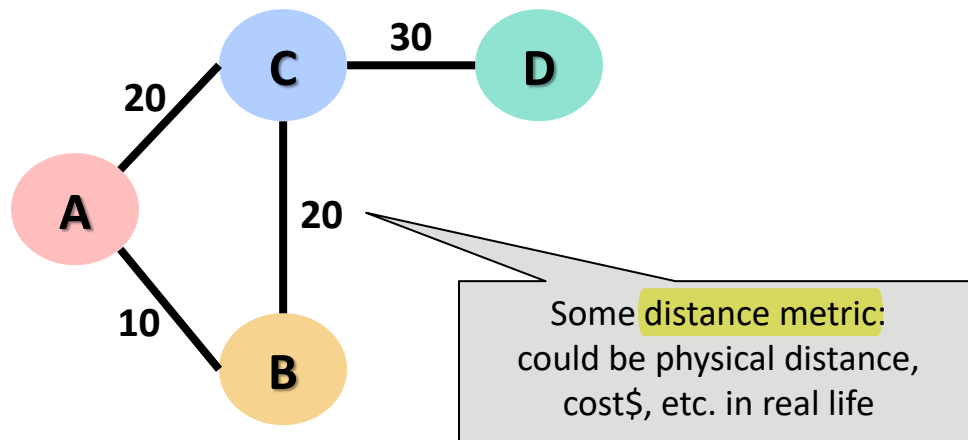 30
C
D
20
A
20
10
B
Some distance metric:
could be physical distance,
cost$, etc. in real life